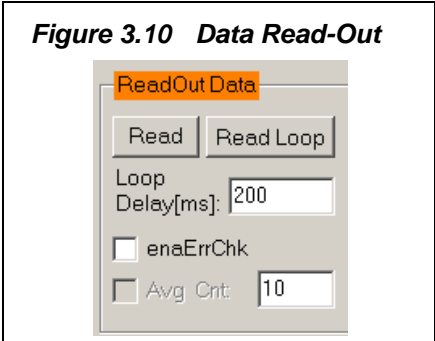 Figure 3.10 Data Read-Out
ReadOut Data
Read Read Loop
Loop
Delay[ms]: 200
enaErrChk
Avg Cnt: 10